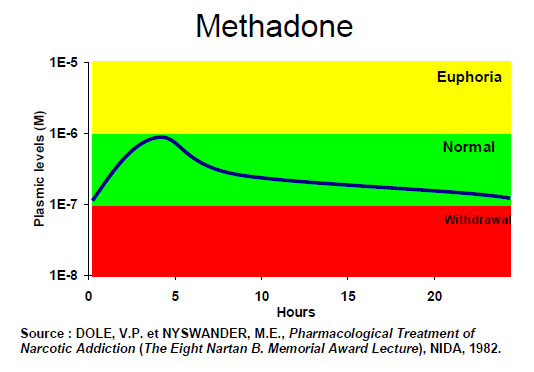 Methadone
1E-5
Euphoria
1E-6
Normal
Plasmic levels (M)
1E-7
Withdrawal
1E-8
0 5 10 15 20
Hours
Source : DOLE, V.P. et NYSWANDER, M.E., Pharmacological Treatment of
Narcotic Addiction (The Eight Nartan B. Memorial Award Lecture), NIDA, 1982.